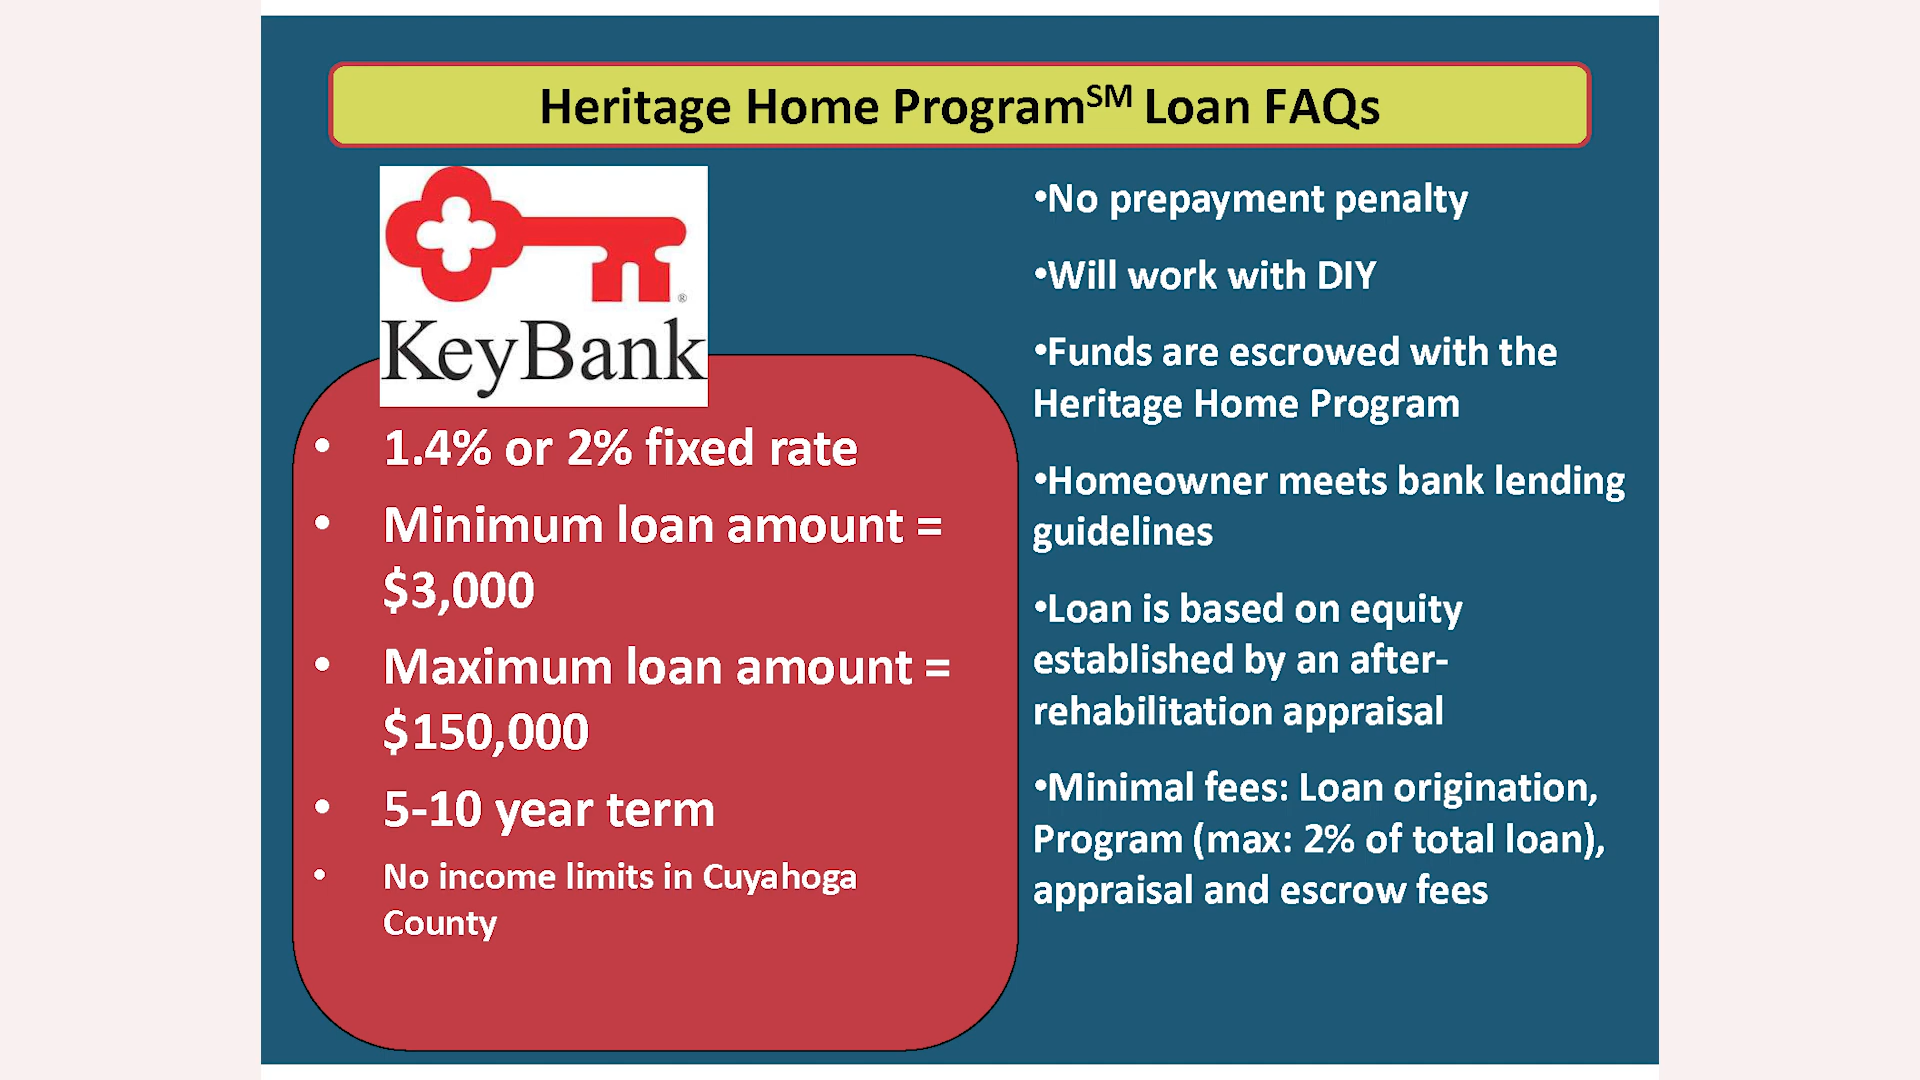 Heritage Home Program℠ Loan FAQs
KeyBank®
• 1.4% or 2% fixed rate
• Minimum loan amount =
$3,000
• Maximum loan amount =
$150,000
• 5-10 year term
• No income limits in Cuyahoga
County
•No prepayment penalty
•Will work with DIY
•Funds are escrowed with the
Heritage Home Program
•Homeowner meets bank lending
guidelines
•Loan is based on equity
established by an after-
rehabilitation appraisal
•Minimal fees: Loan origination,
Program (max: 2% of total loan),
appraisal and escrow fees